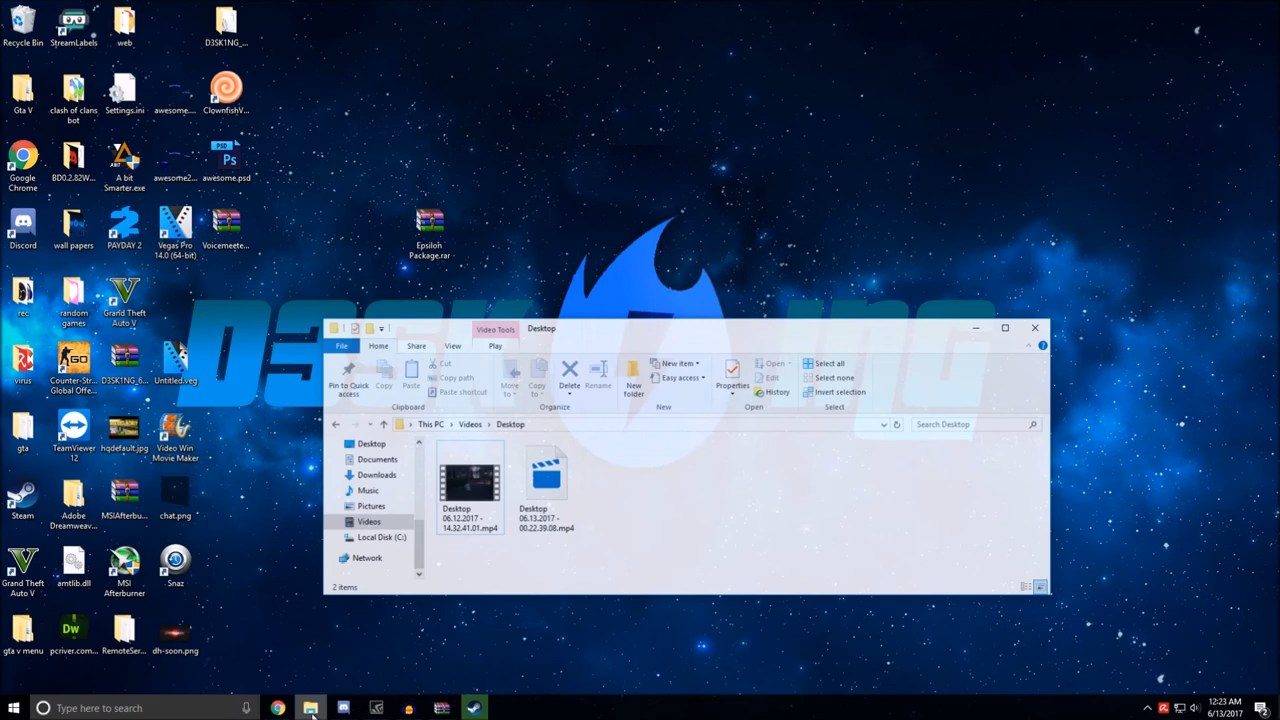 Recycle Bin
StreamLabels
web
D3SK1NG_...
Gta V
clash of clans
bot
Settings.ini
awesome....
ClownfishV...
Google
Chrome
BD0.2.82W...
A bit
Smarter.exe
awesome2...
awesome.psd
PSD
Ps
Discord
wall papers
PAYDAY 2
Vegas Pro
14.0 (64-bit)
Voicemeete...
Epsiloh
Package.rar
rec
random
games
Grand Theft
Auto V
virus
Counter-Str...
Global Offe...
D3SK1NG_6...
Untitled.veg
gta
TeamViewer
12
hqdefault.jpg
Video Win
Movie Maker
Steam
Adobe
Dreamweav...
MSIAfterbu...
chat.png
Grand Theft
Auto V
amtlib.dll
MSI
Afterburner
Snaz
gta v menu
Dw
pcriver.com...
RemoteSer...
dh-soon.png
Video Tools
Desktop
File
Home
Share
View
Play
Pin to Quick
access
Copy
Paste
Cut
Copy path
Paste shortcut
Clipboard
Move
to
Copy
to
Delete
Rename
Organize
New
folder
New item
Easy access
New
Properties
Open
Edit
History
Open
Select all
Select none
Invert selection
Select
This PC
Videos
Desktop
Search Desktop
Desktop
Documents
Downloads
Music
Pictures
Videos
Local Disk (C:)
Network
Desktop
06.12.2017 -
14.32.41.01.mp4
Desktop
06.13.2017 -
00.22.39.08.mp4
2 items
Type here to search
12:23 AM
6/13/2017
2